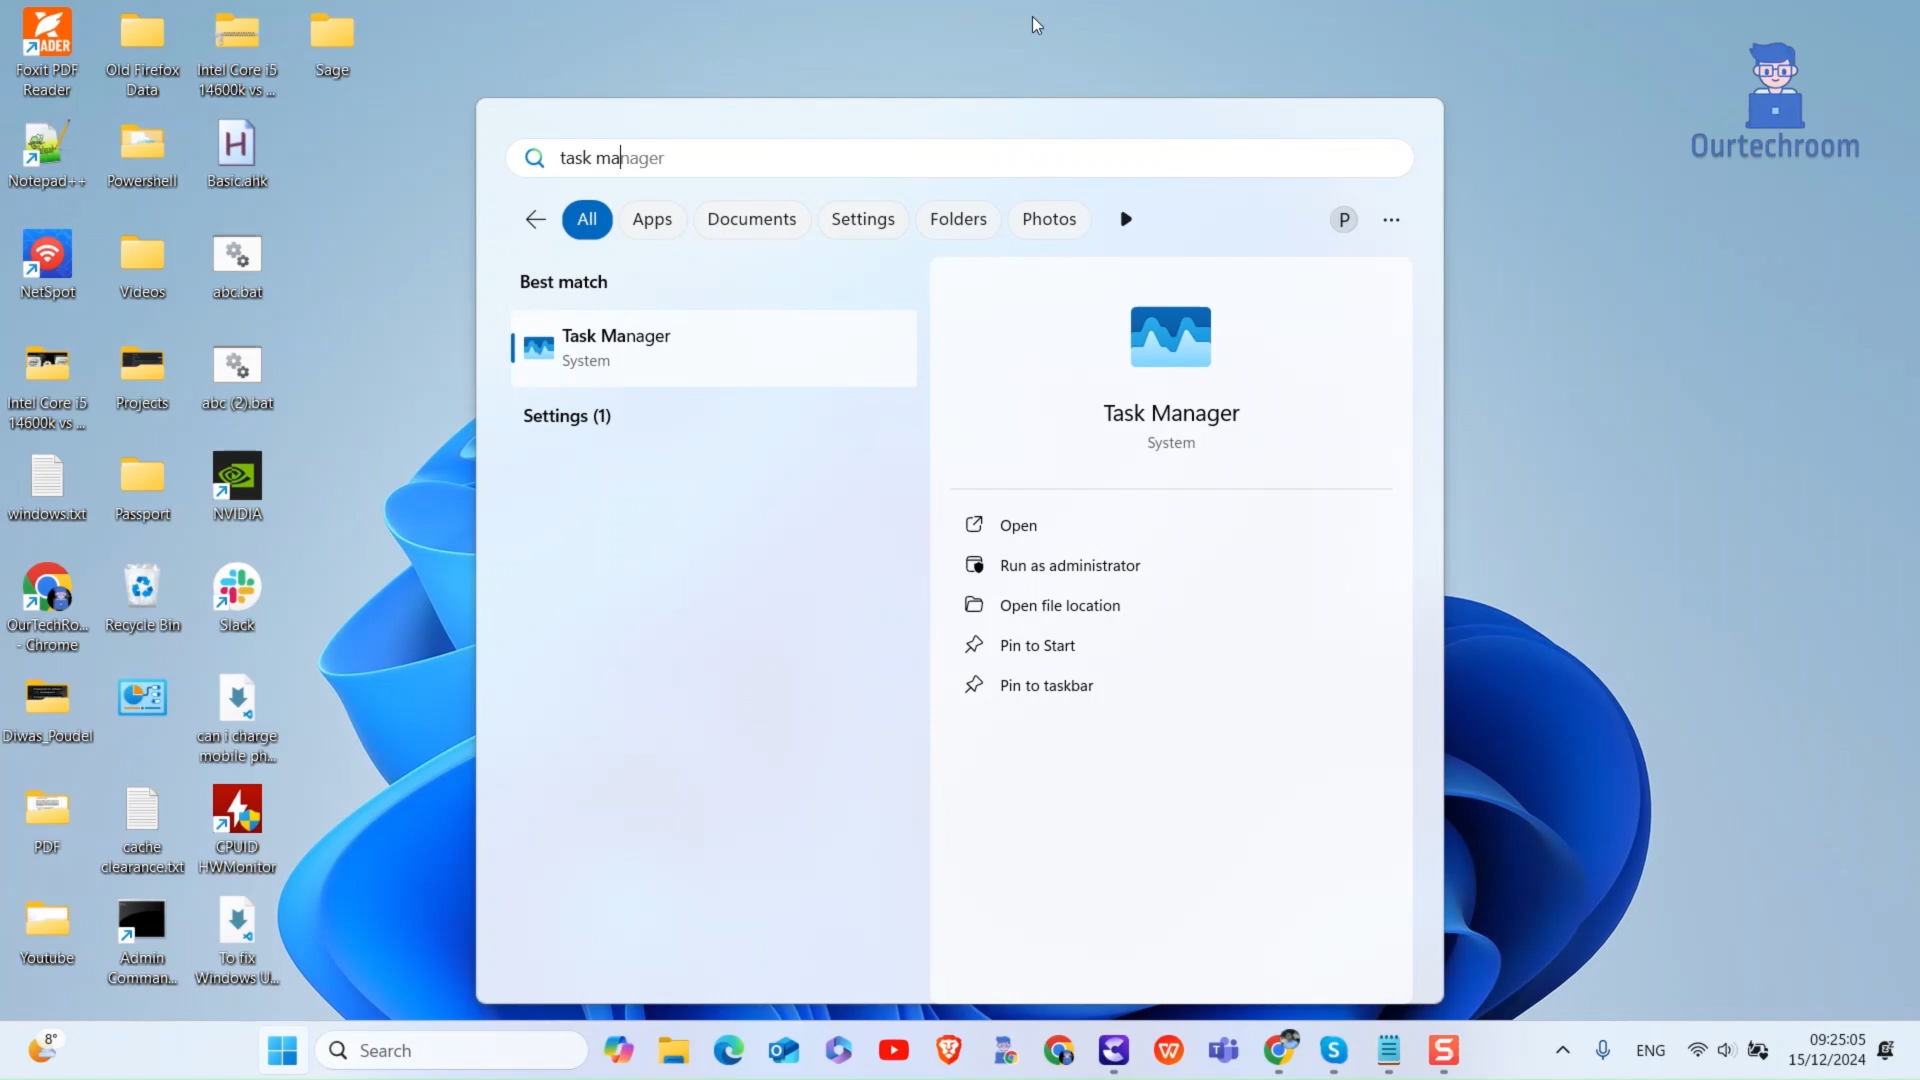 ADER
Foxit PDF
Reader
Old Firefox
Data
Intel Core i5
14600k vs ...
Sage
Notepad++
Powershell
H
Basic.ahk
NetSpot
Videos
abc.bat
Intel Core i5
14600k vs ...
Projects
abc (2).bat
windows.txt
Passport
NVIDIA
OurTechRo...
- Chrome
Recycle Bin
Slack
Diwas_Poudel
can i charge
mobile ph...
PDF
cache
clearance.txt
CPUID
HWMonitor
Youtube
Admin
Comman...
To fix
Windows U...
Ourtechroom
task manager
All
Apps
Documents
Settings
Folders
Photos
P
Best match
Task Manager
System
Settings (1)
Task Manager
System
Open
Run as administrator
Open file location
Pin to Start
Pin to taskbar
8°
Search
ENG
09:25:05
15/12/2024